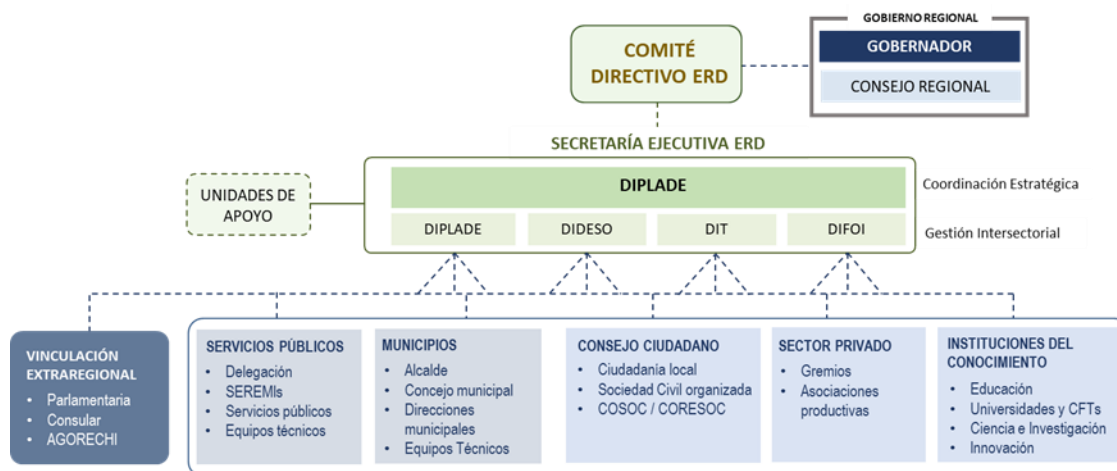 GOBIERNO REGIONAL
GOBERNADOR
CONSEJO REGIONAL
COMITÉ
DIRECTIVO ERD
SECRETARÍA EJECUTIVA ERD
UNIDADES DE
APOYO
DIPLADE
Coordinación Estratégica
DIPLADE
DIDESO
DIT
DIFOI
Gestión Intersectorial
VINCULACIÓN
EXTRAREGIONAL
• Parlamentaria
• Consular
• AGORECHI
SERVICIOS PÚBLICOS
• Delegación
• SEREMIs
• Servicios públicos
• Equipos técnicos
MUNICIPIOS
• Alcalde
• Concejo municipal
• Direcciones
municipales
• Equipos Técnicos
CONSEJO CIUDADANO
• Ciudadanía local
• Sociedad Civil organizada
• COSOC / CORESOC
SECTOR PRIVADO
• Gremios
• Asociaciones
productivas
INSTITUCIONES DEL
CONOCIMIENTO
• Educación
• Universidades y CFTs
• Ciencia e Investigación
• Innovación